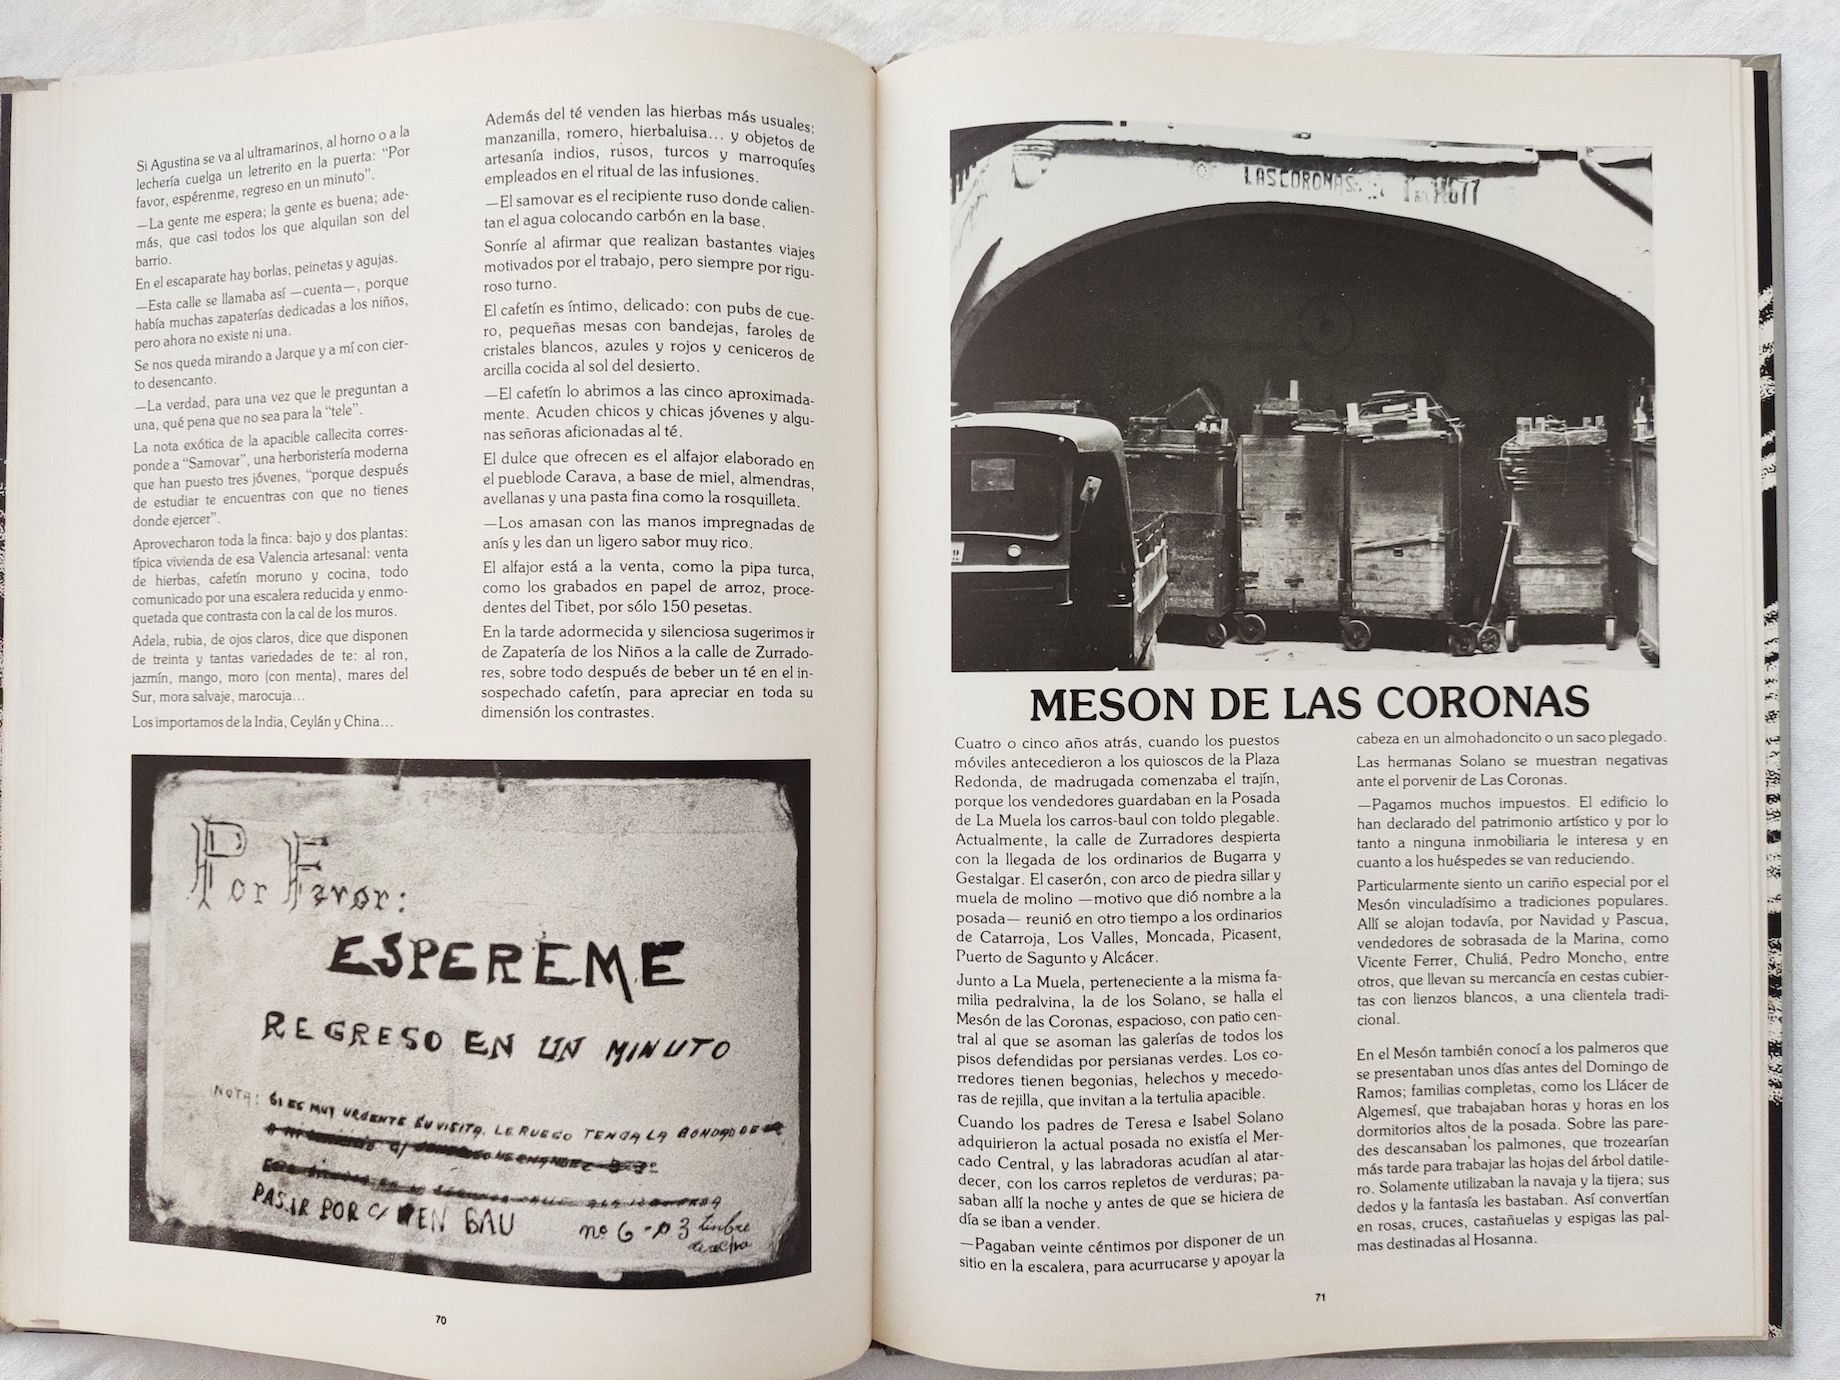 Si Agustina se va al ultramarinos, al horno o a la
lechería cuelga un letrerito en la puerta: “Por
favor, espérenme, regreso en un minuto”.
—La gente me espera; la gente es buena; ade-
más, que casi todos los que alquilan son del
barrio.
En el escaparate hay borlas, peinetas y agujas.
—Esta calle se llamaba así —cuenta—, porque
había muchas zapaterías dedicadas a los niños,
pero ahora no existe ni una.
Se nos queda mirando a Jarque y a mí con cier-
to desencanto.
—La verdad, para una vez que le preguntan a
una, qué pena que no sea para la “tele”.
La nota exótica de la apacible callecita corres-
ponde a “Samovar”, una herboristería moderna
que han puesto tres jóvenes, “porque después
de estudiar te encuentras con que no tienes
donde ejercer”.
Aprovecharon toda la finca: bajo y dos plantas:
típica vivienda de esa Valencia artesanal: venta
de hierbas, cafetín moruno y cocina, todo
comunicado por una escalera reducida y enmo-
quetada que contrasta con la cal de los muros.
Adela, rubia, de ojos claros, dice que disponen
de treinta y tantas variedades de te: al ron,
jazmín, mango, moro (con menta), mares del
Sur, mora salvaje, marocuja...
Los importamos de la India, Ceylán y China...
Además del té venden las hierbas más usuales:
manzanilla, romero, hierbaluisa... y objetos de
artesanía indios, rusos, turcos y marroquíes
empleados en el ritual de las infusiones.
—El samovar es el recipiente ruso donde calien-
tan el agua colocando carbón en la base.
Sonríe al afirmar que realizan bastantes viajes
motivados por el trabajo, pero siempre por rigu-
roso turno.
El cafetín es íntimo, delicado: con pubs de cue-
ro, pequeñas mesas con bandejas, faroles de
cristales blancos, azules y rojos y ceniceros de
arcilla cocida al sol del desierto.
—El cafetín lo abrimos a las cinco aproximada-
mente. Acuden chicos y chicas jóvenes y algu-
nas señoras aficionadas al té.
El dulce que ofrecen es el alfajor elaborado en
el pueblode Carava, a base de miel, almendras,
avellanas y una pasta fina como la rosquilleta.
—Los amasan con las manos impregnadas de
anís y les dan un ligero sabor muy rico.
El alfajor está a la venta, como la pipa turca,
como los grabados en papel de arroz, proce-
dentes del Tibet, por sólo 150 pesetas.
En la tarde adormecida y silenciosa sugerimos ir
de Zapatería de los Niños a la calle de Zurrado-
res, sobre todo después de beber un té en el in-
sospechado cafetín, para apreciar en toda su
dimensión los contrastes.
Por Favor:
ESPEREME
REGRESO EN UN MINUTO
NOTA: SI ES MUY URGENTE SU VISITA, LE RUEGO TENGA LA BONDAD DE
PASAR POR C/ VEN BAU nº 6 - P 3 timbre
derecha
70
LAS CORONAS
MESON DE LAS CORONAS
Cuatro o cinco años atrás, cuando los puestos
móviles antecedieron a los quioscos de la Plaza
Redonda, de madrugada comenzaba el trajín,
porque los vendedores guardaban en la Posada
de La Muela los carros-baul con toldo plegable.
Actualmente, la calle de Zurradores despierta
con la llegada de los ordinarios de Bugarra y
Gestalgar. El caserón, con arco de piedra sillar y
muela de molino —motivo que dió nombre a la
posada— reunió en otro tiempo a los ordinarios
de Catarroja, Los Valles, Moncada, Picasent,
Puerto de Sagunto y Alcácer.
Junto a La Muela, perteneciente a la misma fa-
milia pedralvina, la de los Solano, se halla el
Mesón de las Coronas, espacioso, con patio cen-
tral al que se asoman las galerías de todos los
pisos defendidas por persianas verdes. Los co-
rredores tienen begonias, helechos y mecedo-
ras de rejilla, que invitan a la tertulia apacible.
Cuando los padres de Teresa e Isabel Solano
adquirieron la actual posada no existía el Mer-
cado Central, y las labradoras acudían al atar-
decer, con los carros repletos de verduras; pa-
saban allí la noche y antes de que se hiciera de
día se iban a vender.
—Pagaban veinte céntimos por disponer de un
sitio en la escalera, para acurrucarse y apoyar la
cabeza en un almohadoncito o un saco plegado.
Las hermanas Solano se muestran negativas
ante el porvenir de Las Coronas.
—Pagamos muchos impuestos. El edificio lo
han declarado del patrimonio artístico y por lo
tanto a ninguna inmobiliaria le interesa y en
cuanto a los huéspedes se van reduciendo.
Particularmente siento un cariño especial por el
Mesón vinculadísimo a tradiciones populares.
Allí se alojan todavía, por Navidad y Pascua,
vendedores de sobrasada de la Marina, como
Vicente Ferrer, Chuliá, Pedro Moncho, entre
otros, que llevan su mercancía en cestas cubier-
tas con lienzos blancos, a una clientela tradi-
cional.
En el Mesón también conocí a los palmeros que
se presentaban unos días antes del Domingo de
Ramos; familias completas, como los Llácer de
Algemesí, que trabajaban horas y horas en los
dormitorios altos de la posada. Sobre las pare-
des descansaban los palmones, que trozearían
más tarde para trabajar las hojas del árbol datile-
ro. Solamente utilizaban la navaja y la tijera; sus
dedos y la fantasía les bastaban. Así convertían
en rosas, cruces, castañuelas y espigas las pal-
mas destinadas al Hosanna.
71